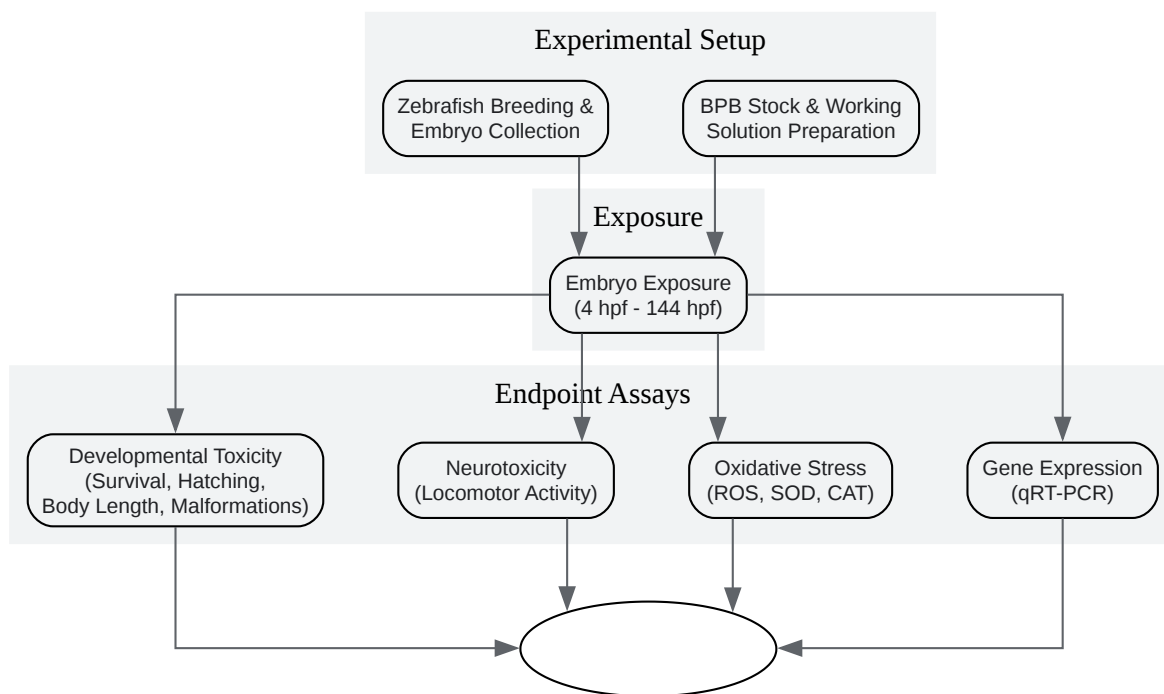 Experimental Setup
Zebrafish Breeding &
Embryo Collection
BPB Stock & Working
Solution Preparation
Exposure
Embryo Exposure
(4 hpf - 144 hpf)
Endpoint Assays
Developmental Toxicity
(Survival, Hatching,
Body Length, Malformations)
Neurotoxicity
(Locomotor Activity)
Oxidative Stress
(ROS, SOD, CAT)
Gene Expression
(qRT-PCR)